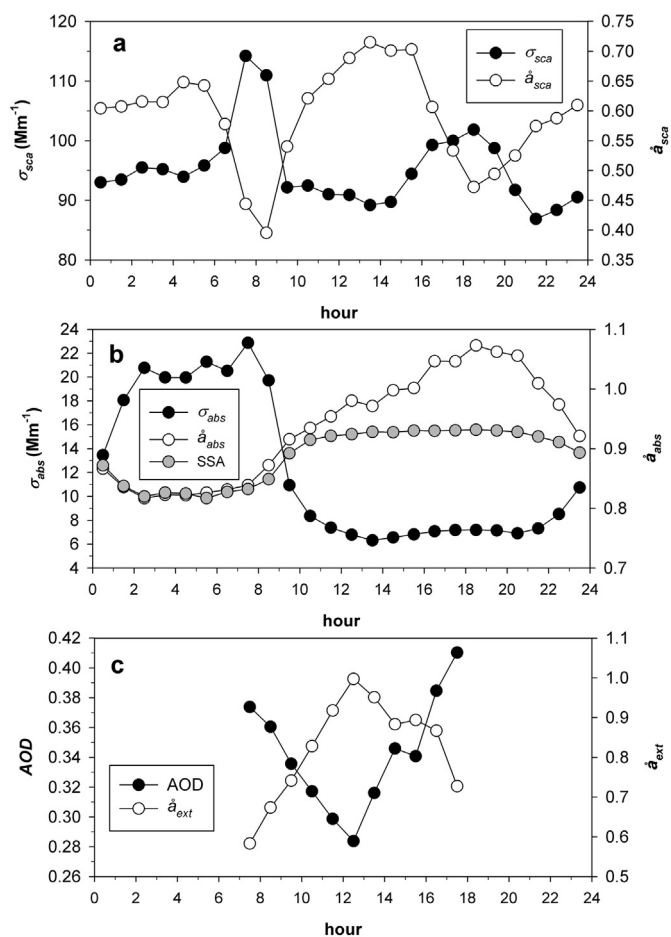 a
120
110
100
90
80
σsca (Mm-1)
0.75
0.70
0.65
0.60
0.55
0.50
0.45
0.40
0.35
åsca
σsca
åsca
0 2 4 6 8 10 12 14 16 18 20 22 24
hour
b
24
22
20
18
16
14
12
10
8
6
4
σabs (Mm-1)
1.1
1.0
0.9
0.8
0.7
åabs
σabs
åabs
SSA
0 2 4 6 8 10 12 14 16 18 20 22 24
hour
c
0.42
0.40
0.38
0.36
0.34
0.32
0.30
0.28
0.26
AOD
1.1
1.0
0.9
0.8
0.7
0.6
0.5
åext
AOD
åext
0 2 4 6 8 10 12 14 16 18 20 22 24
hour